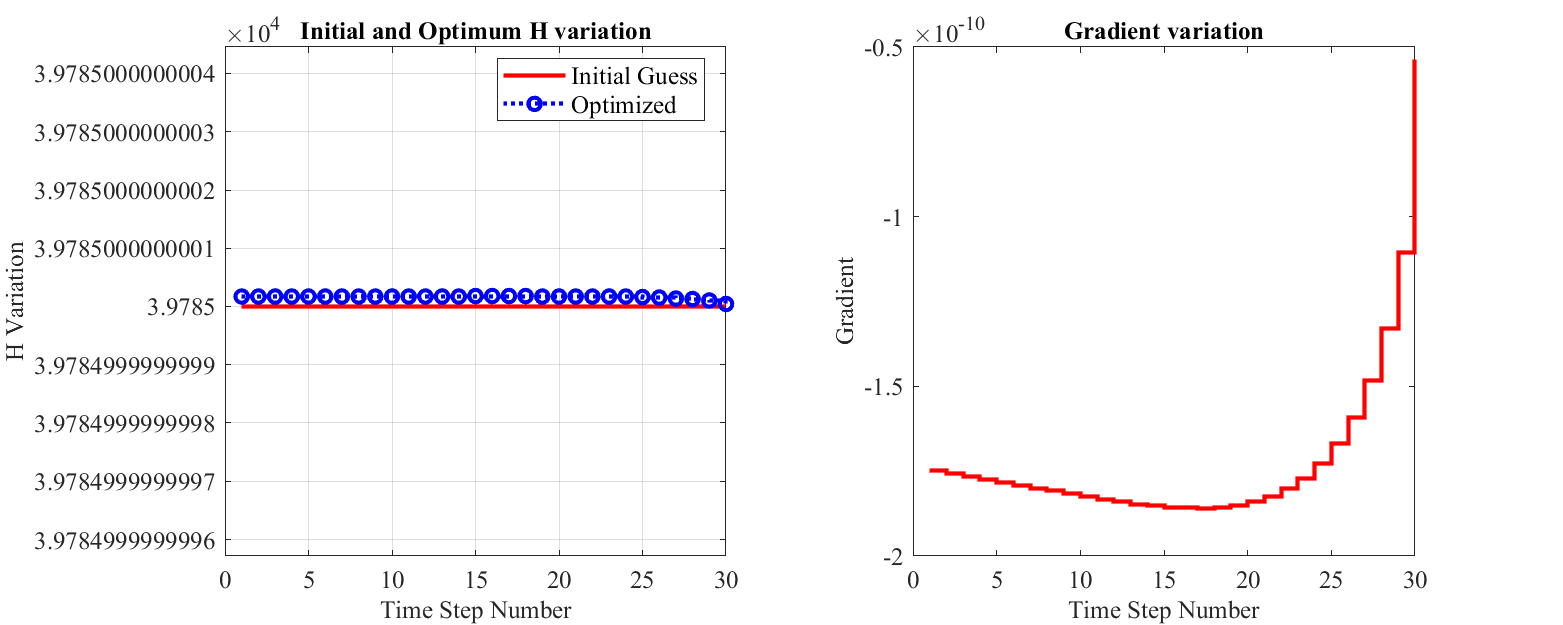 ×10^4
Initial and Optimum H variation
Initial Guess
Optimized
3.9785000000004
3.9785000000003
3.9785000000002
3.9785000000001
3.9785
3.9784999999999
3.9784999999998
3.9784999999997
3.9784999999996
H Variation
0 5 10 15 20 25 30
Time Step Number
×10^-10
Gradient variation
-0.5
-1
-1.5
-2
Gradient
0 5 10 15 20 25 30
Time Step Number